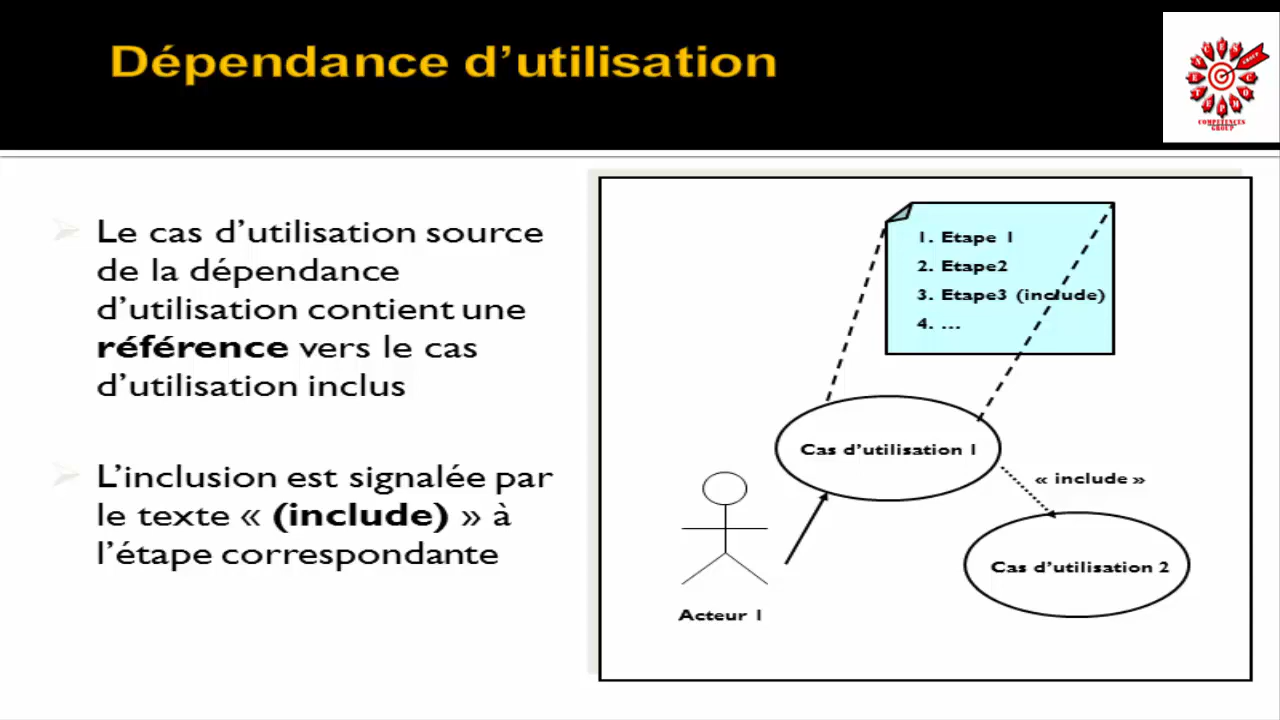 Dépendance d'utilisation
COMPETENCES
GROUP
Le cas d'utilisation source
de la dépendance
d'utilisation contient une
référence vers le cas
d'utilisation inclus
L'inclusion est signalée par
le texte « (include) » à
l'étape correspondante
1. Etape 1
2. Etape2
3. Etape3 (include)
4. ...
Cas d'utilisation 1
« include »
Cas d'utilisation 2
Acteur 1